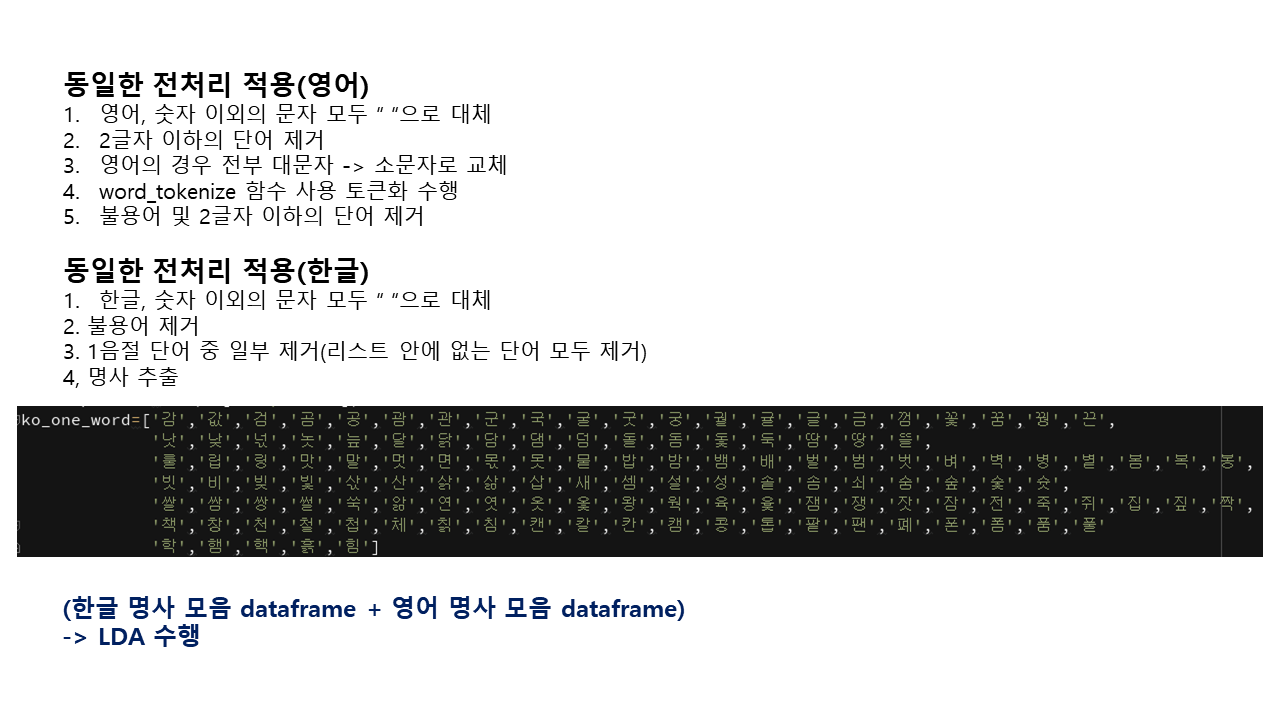 동일한 전처리 적용(영어)
1. 영어, 숫자 이외의 문자 모두 “ “으로 대체
2. 2글자 이하의 단어 제거
3. 영어의 경우 전부 대문자 -> 소문자로 교체
4. word_tokenize 함수 사용 토큰화 수행
5. 불용어 및 2글자 이하의 단어 제거
동일한 전처리 적용(한글)
1. 한글, 숫자 이외의 문자 모두 “ “으로 대체
2. 불용어 제거
3. 1음절 단어 중 일부 제거(리스트 안에 없는 단어 모두 제거)
4, 명사 추출
ko_one_word=['감','값','검','곰','공','괌','관','군','국','굴','굿','궁','궐','귤','글','금','껌','꽃','꿈','꿩','끈',
'낫','낮','넋','놋','늪','달','닭','담','댐','덤','돌','돔','돛','둑','땀','땅','뜰',
'룰','립','링','맛','말','멋','면','몫','못','물','밥','밤','뱀','배','벌','범','벗','벼','벽','병','별','봄','복','봉',
'빗','비','빚','빛','삯','산','삵','삶','삽','새','셈','설','성','솔','솜','쇠','숨','숲','숯','슛',
'쌀','쌈','쌍','썰','쑥','앎','연','엿','옷','옻','왕','웍','육','윷','잼','쟁','잣','잠','전','죽','쥐','집','짚','짝',
'책','창','천','철','첩','체','칡','침','캔','칼','칸','캠','콩','톱','팥','팬','폐','폰','폼','품','풀'
'학','햄','핵','흙','힘']
(한글 명사 모음 dataframe + 영어 명사 모음 dataframe)
-> LDA 수행